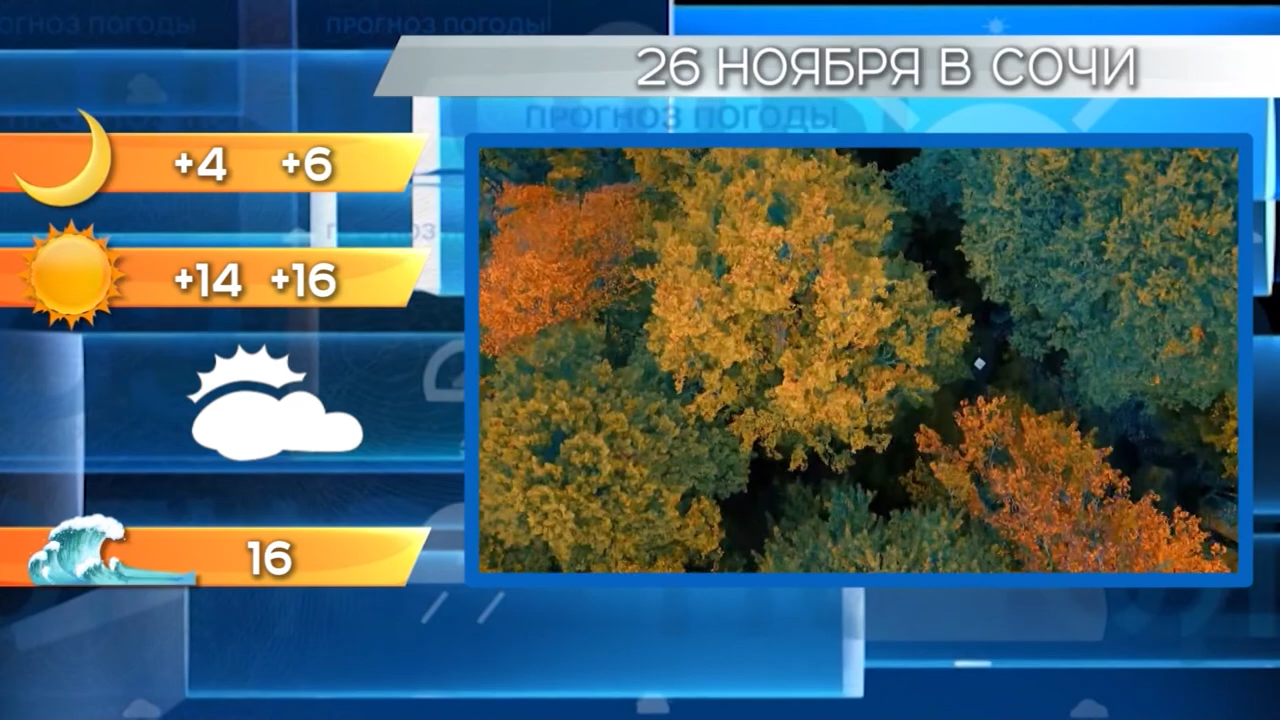 ПРОГНОЗ ПОГОДЫ
26 НОЯБРЯ В СОЧИ
ПРОГНОЗ ПОГОДЫ
+4 +6
+14 +16
16